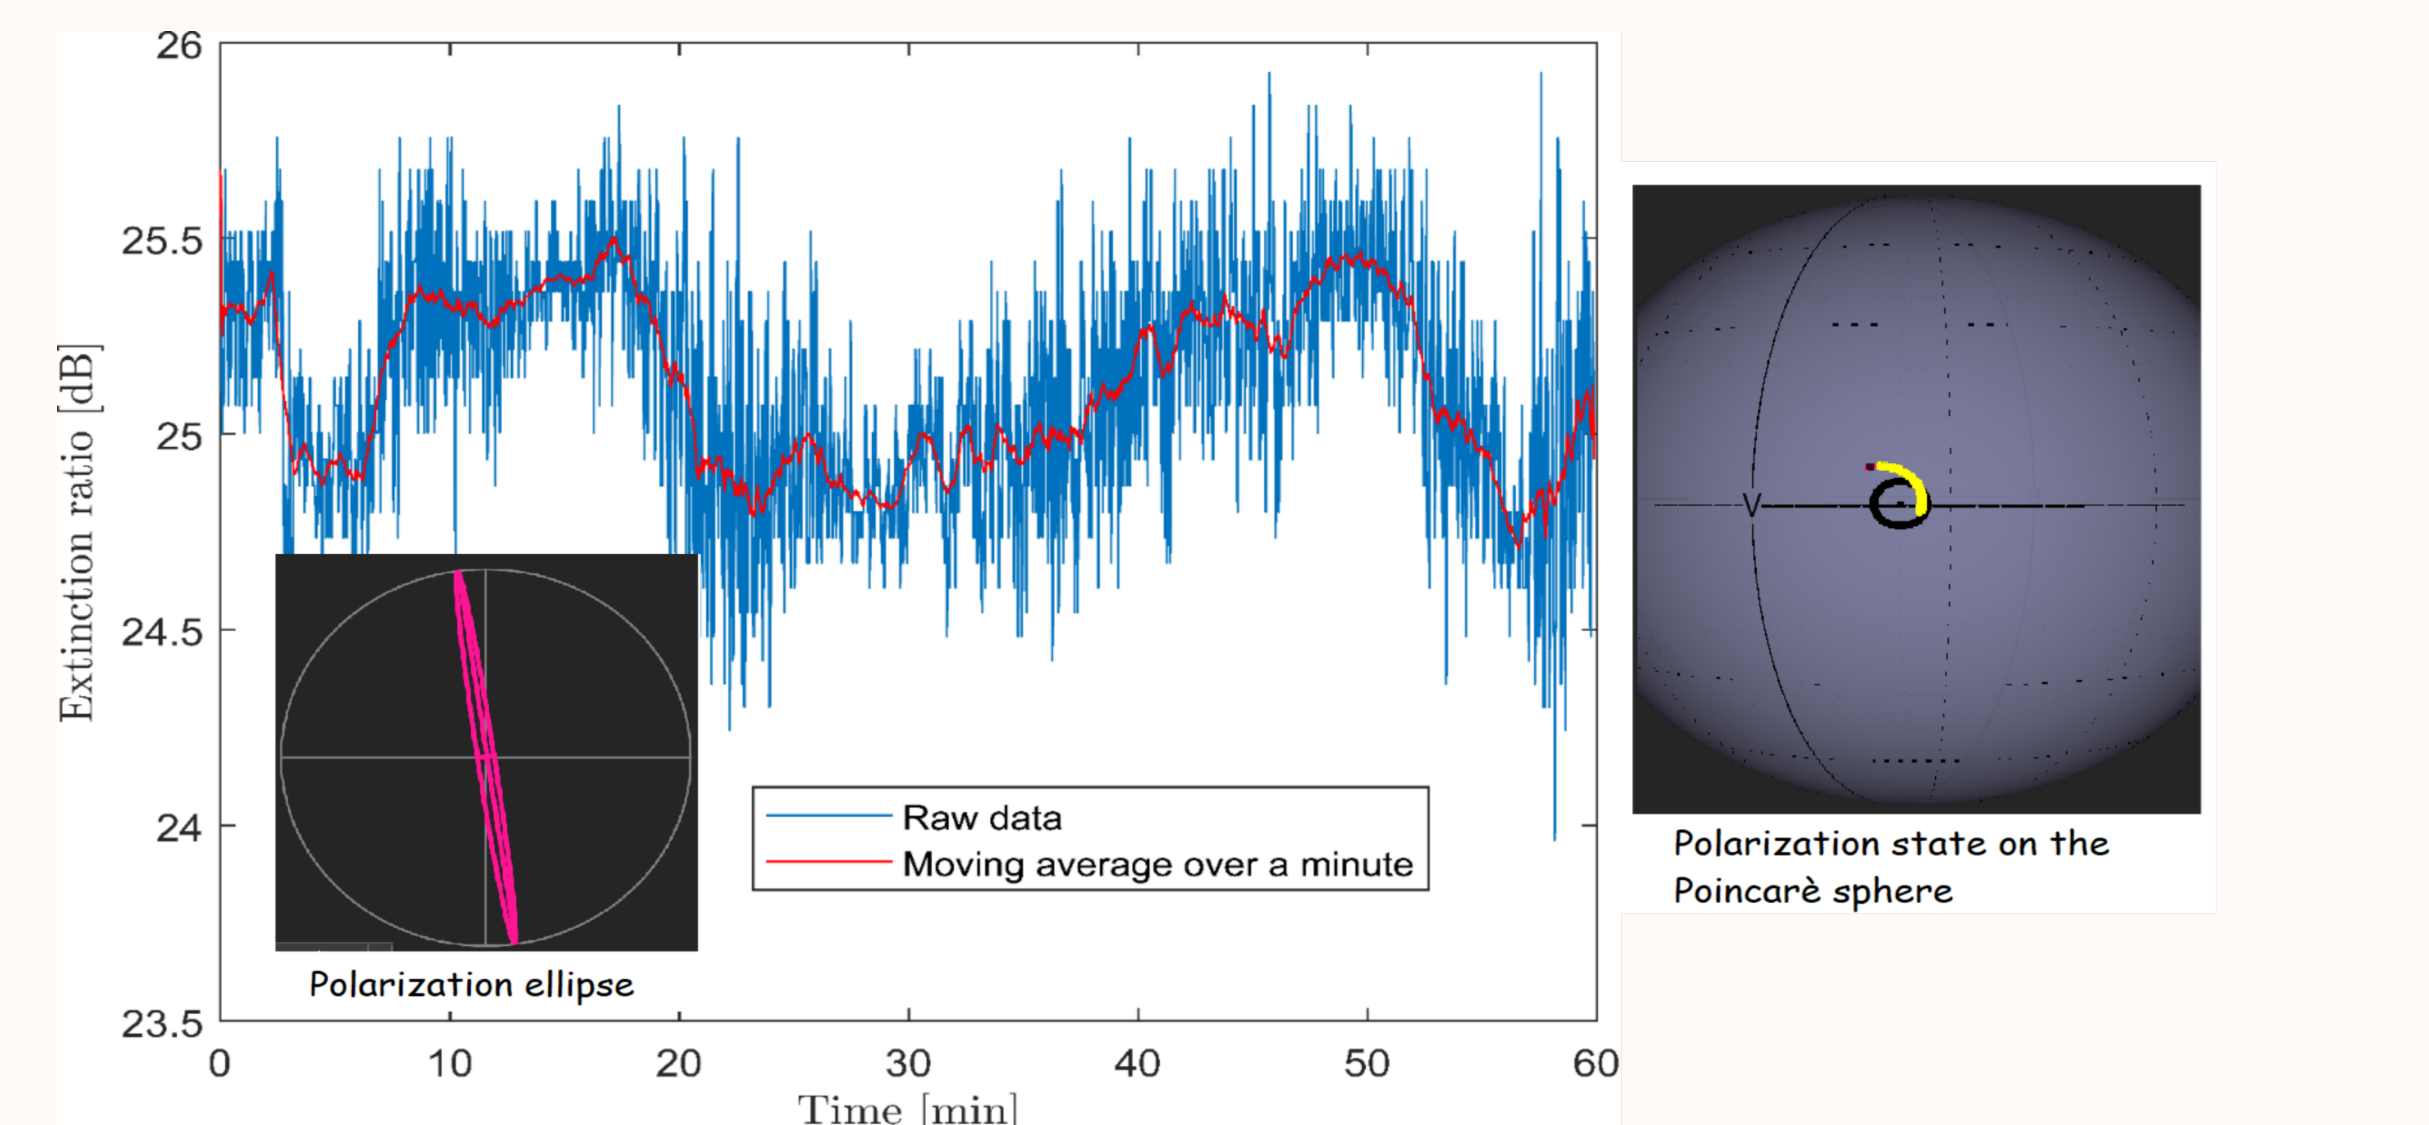 26
25.5
25
24.5
24
23.5
Extinction ratio [dB]
0 10 20 30 40 50 60
Time [min]
Raw data
Moving average over a minute
Polarization ellipse
V
Polarization state on the
Poincarè sphere